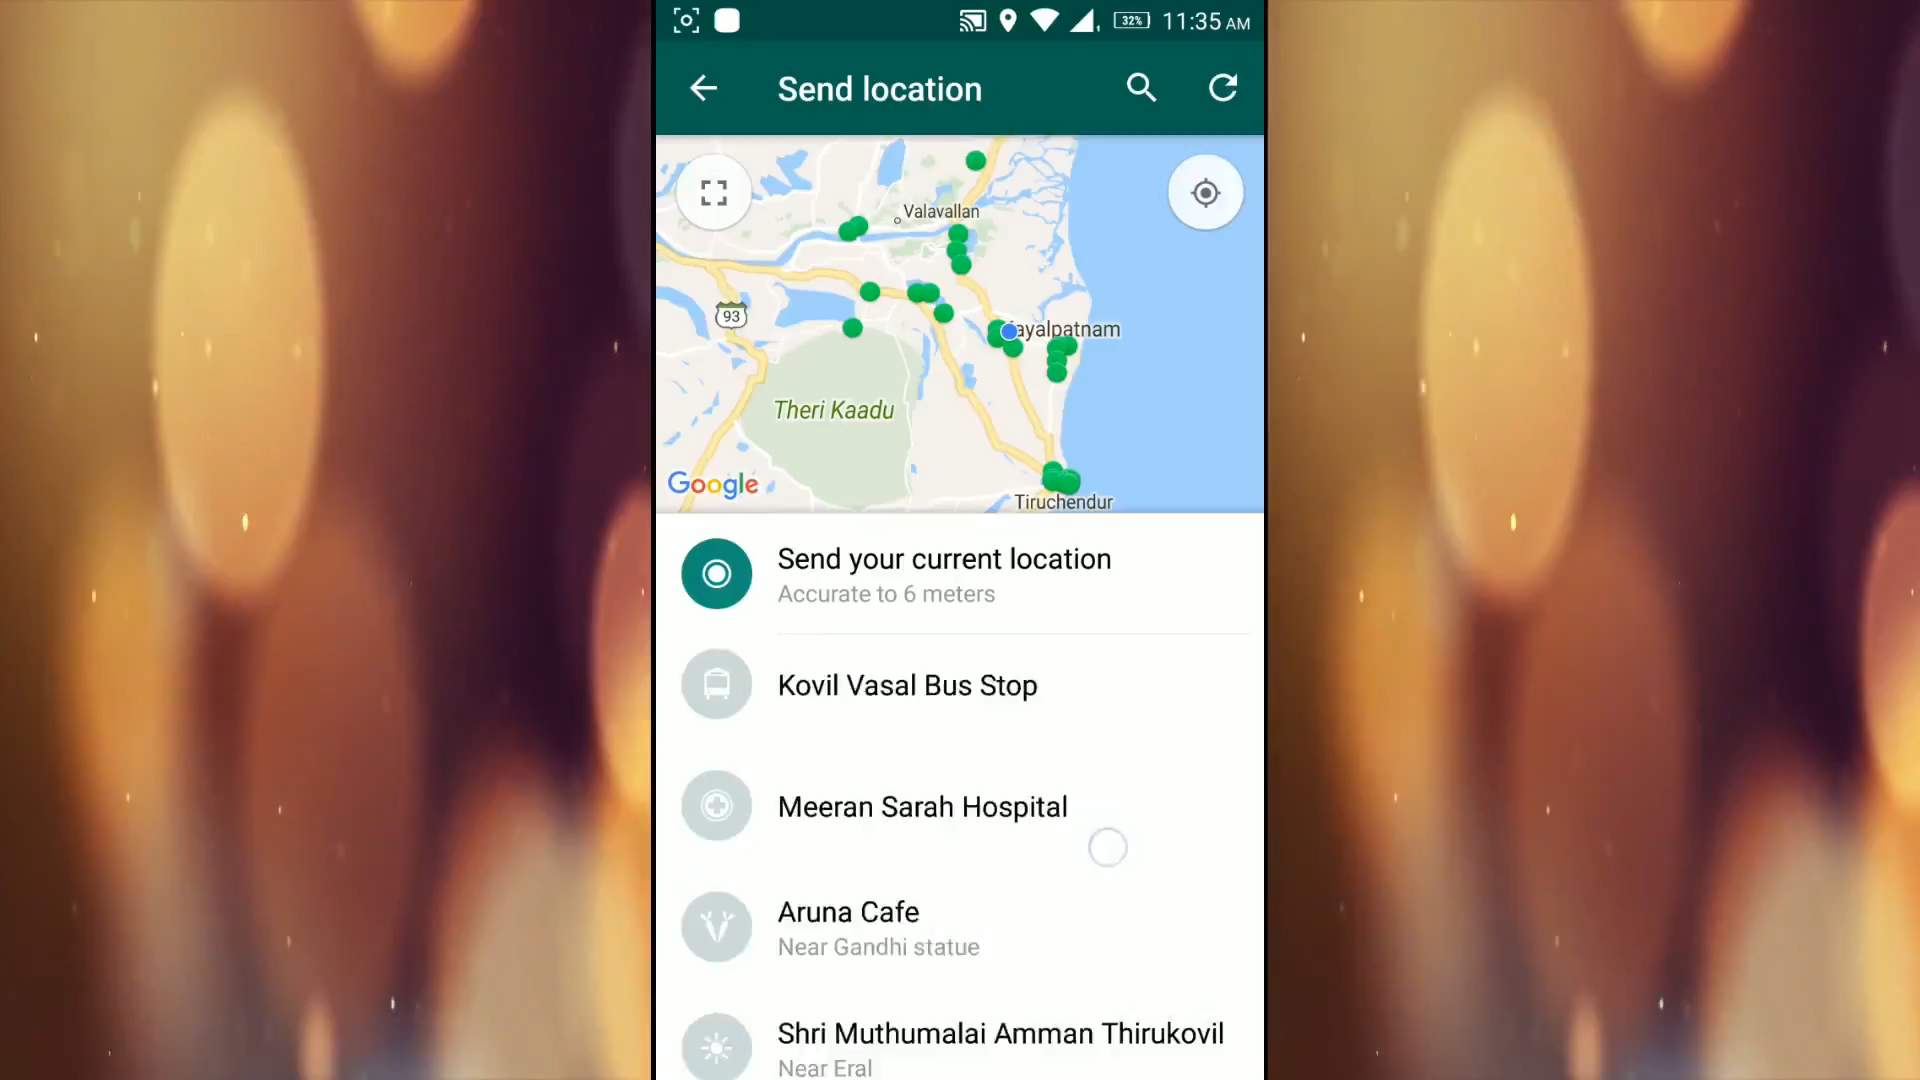 32% 11:35 AM
Send location
Valavallan
93
ayalpatnam
Theri Kaadu
Google
Tiruchendur
Send your current location
Accurate to 6 meters
Kovil Vasal Bus Stop
Meeran Sarah Hospital
Aruna Cafe
Near Gandhi statue
Shri Muthumalai Amman Thirukovil
Near Eral